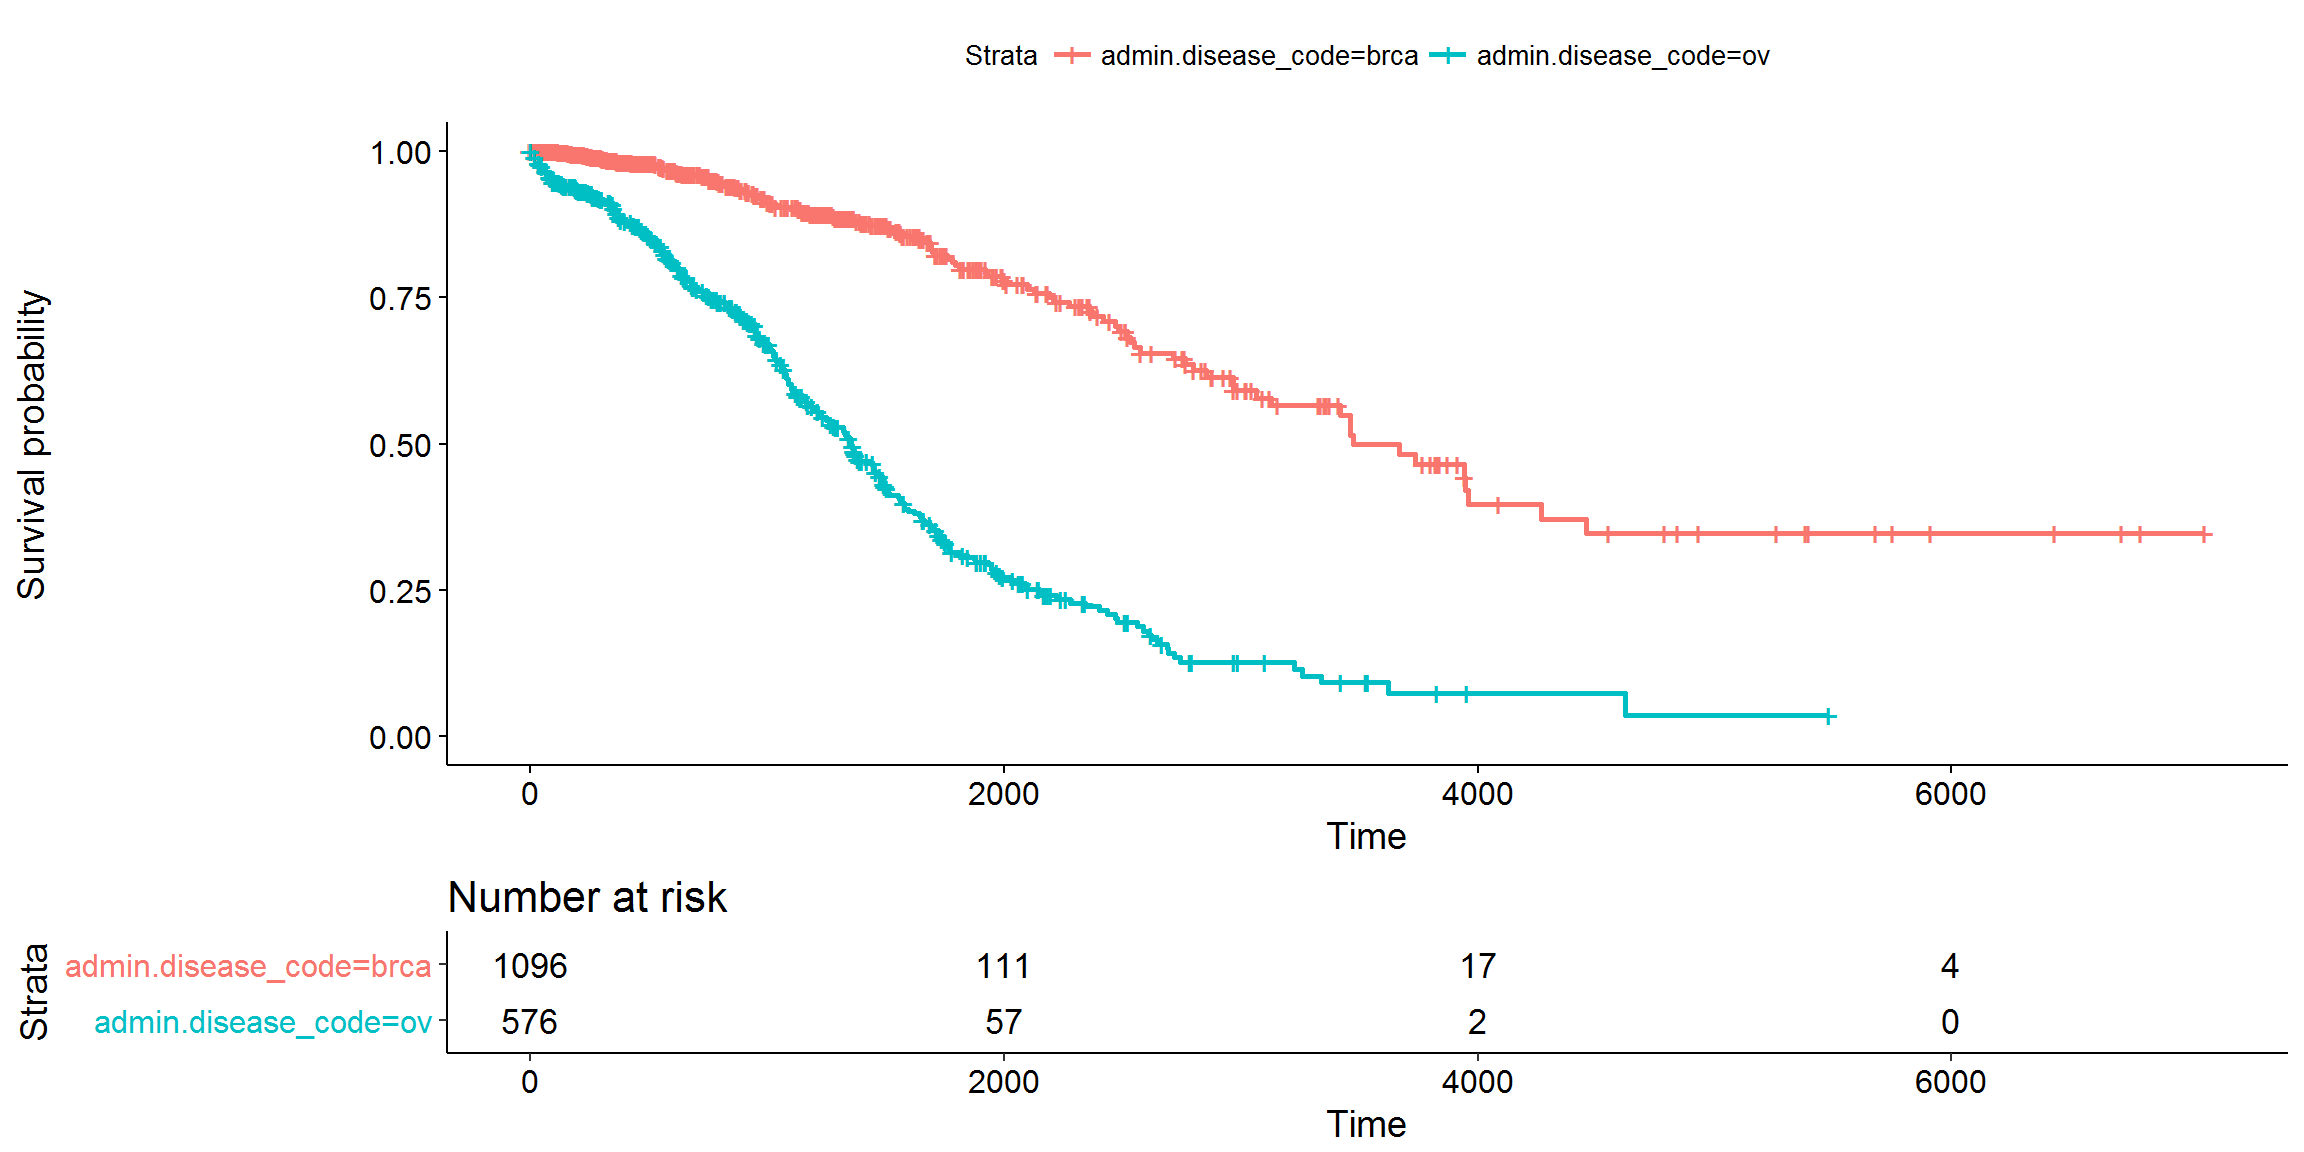 Strata admin.disease_code=brca admin.disease_code=ov
Survival probability
1.00
0.75
0.50
0.25
0.00
0 2000 4000 6000
Time
Number at risk
Strata
admin.disease_code=brca 1096 111 17 4
admin.disease_code=ov 576 57 2 0
0 2000 4000 6000
Time